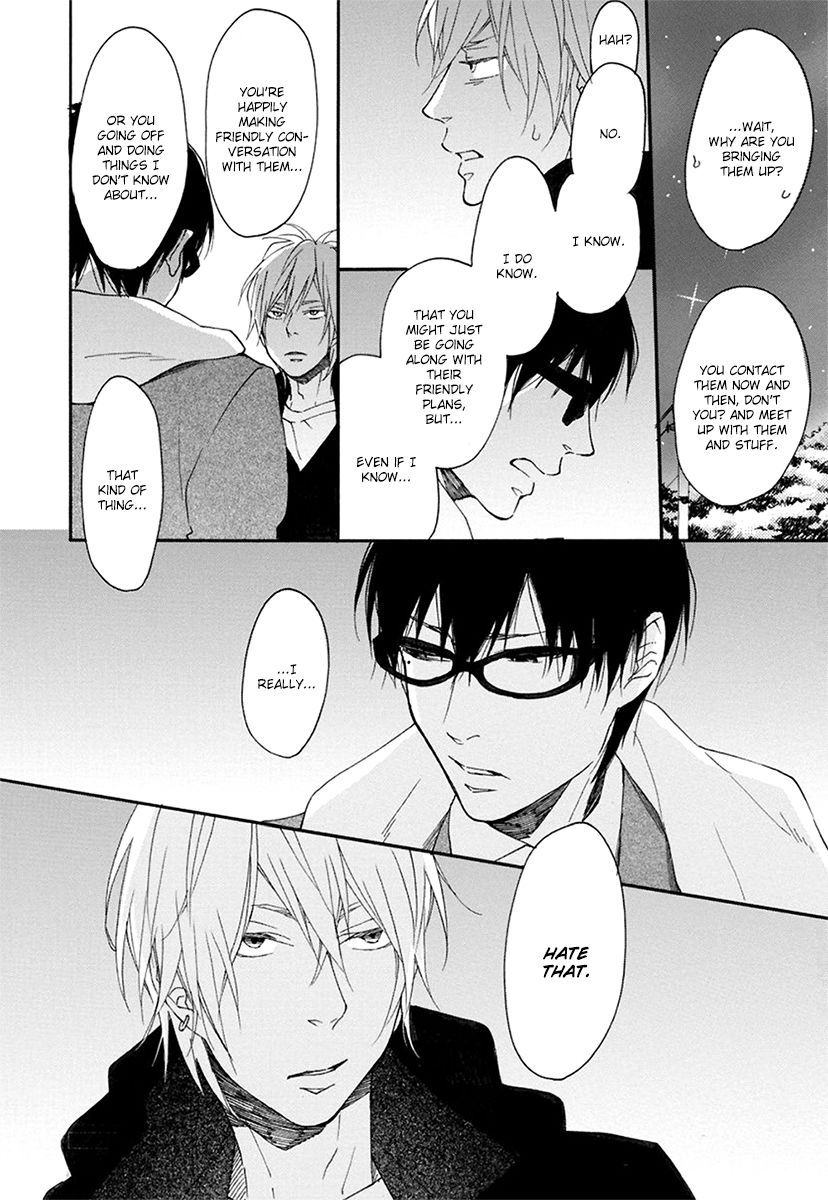 ...WAIT,
WHY ARE YOU
BRINGING
THEM UP?
YOU CONTACT
THEM NOW AND
THEN, DON'T
YOU? AND MEET
UP WITH THEM
AND STUFF.
HAH?
NO.
I KNOW.
I DO
KNOW.
THAT YOU
MIGHT JUST
BE GOING
ALONG WITH
THEIR
FRIENDLY
PLANS,
BUT...
EVEN IF I
KNOW...
YOU'RE
HAPPILY
MAKING
FRIENDLY CON-
VERSATION
WITH THEM...
OR YOU
GOING OFF
AND DOING
THINGS I
DON'T KNOW
ABOUT...
THAT
KIND OF
THING...
...I
REALLY...
HATE
THAT.